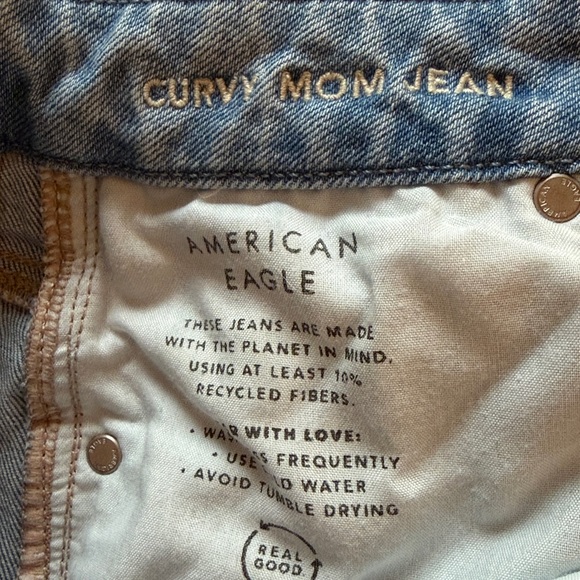 CURVY MOM JEAN
AMERICAN
EAGLE
THESE JEANS ARE MADE
WITH THE PLANET IN MIND,
USING AT LEAST 10%
RECYCLED FIBERS.
WITH LOVE:
• FREQUENTLY
• WATER
• AVOID TUMBLE DRYING
REAL
GOOD